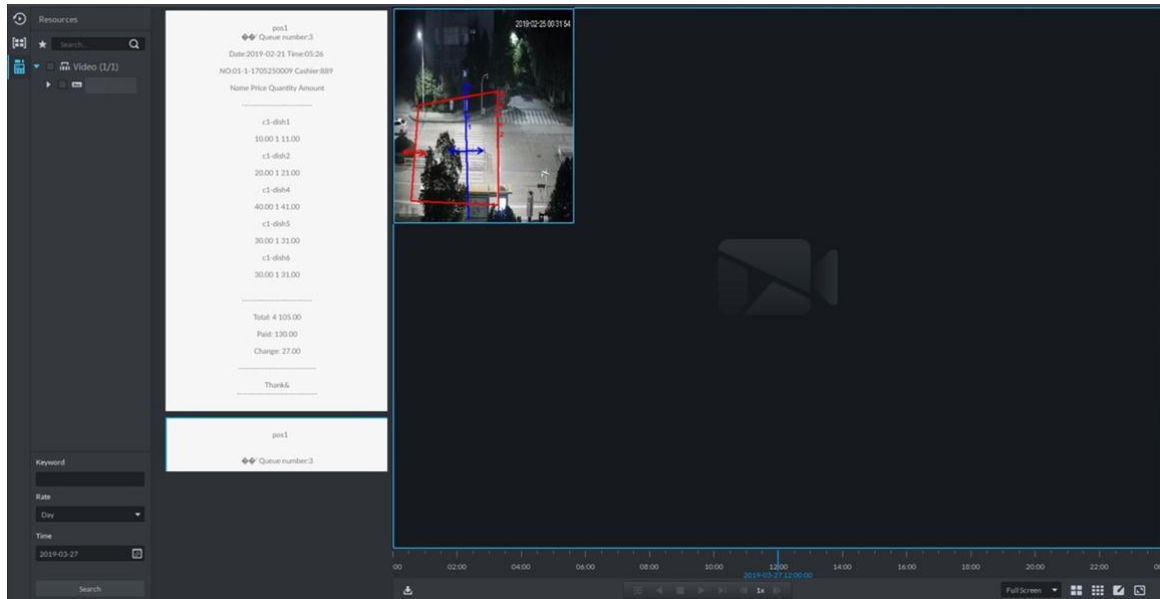 Resources
Search...
Video (1/1)
Keyword
Rate
Day
Time
2019-03-27
Search
pos1
��' Queue number:3
Date:2019-02-21 Time:05:26
NO:01-1-1705250009 Cashier:889
Name Price Quantity Amount
c1-dish1
10.00 1 11.00
c1-dish2
20.00 1 21.00
c1-dish4
40.00 1 41.00
c1-dish5
30.00 1 31.00
c1-dish6
30.00 1 31.00
Total: 4 105.00
Paid: 130.00
Change: 27.00
Thank&
pos1
��' Queue number:3
2019-02-25 00:31:54
:00 02:00 04:00 06:00 08:00 10:00 12:00 14:00 16:00 18:00 20:00 22:00
2019-03-27 12:00:00
1x
Full Screen